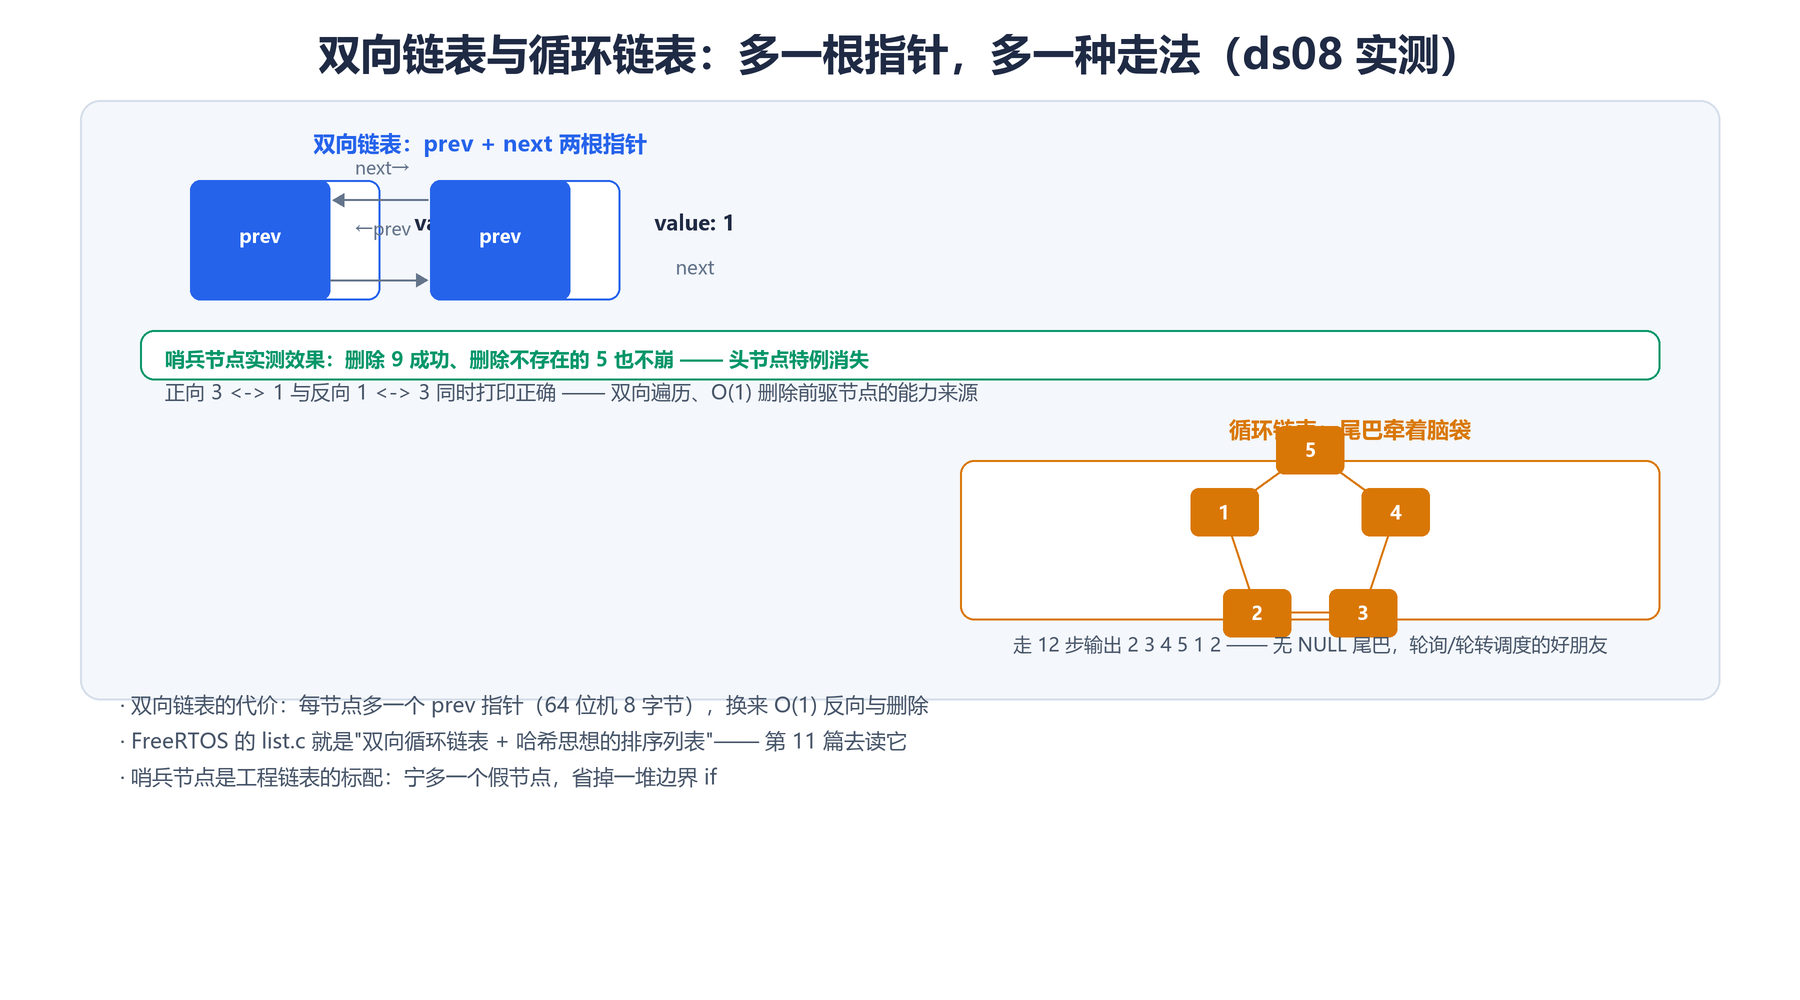 双向链表与循环链表：多一根指针，多一种走法（ds08 实测）
双向链表：prev + next 两根指针
next→
prev
←prev
prev
value: 1
next
哨兵节点实测效果：删除 9 成功、删除不存在的 5 也不崩 —— 头节点特例消失
正向 3 <-> 1 与反向 1 <-> 3 同时打印正确 —— 双向遍历、O(1) 删除前驱节点的能力来源
循环链表：尾巴牵着脑袋
5
1
4
2
3
走 12 步输出 2 3 4 5 1 2 —— 无 NULL 尾巴，轮询/轮转调度的好朋友
· 双向链表的代价：每节点多一个 prev 指针（64 位机 8 字节），换来 O(1) 反向与删除
· FreeRTOS 的 list.c 就是"双向循环链表 + 哈希思想的排序列表"—— 第 11 篇去读它
· 哨兵节点是工程链表的标配：宁多一个假节点，省掉一堆边界 if